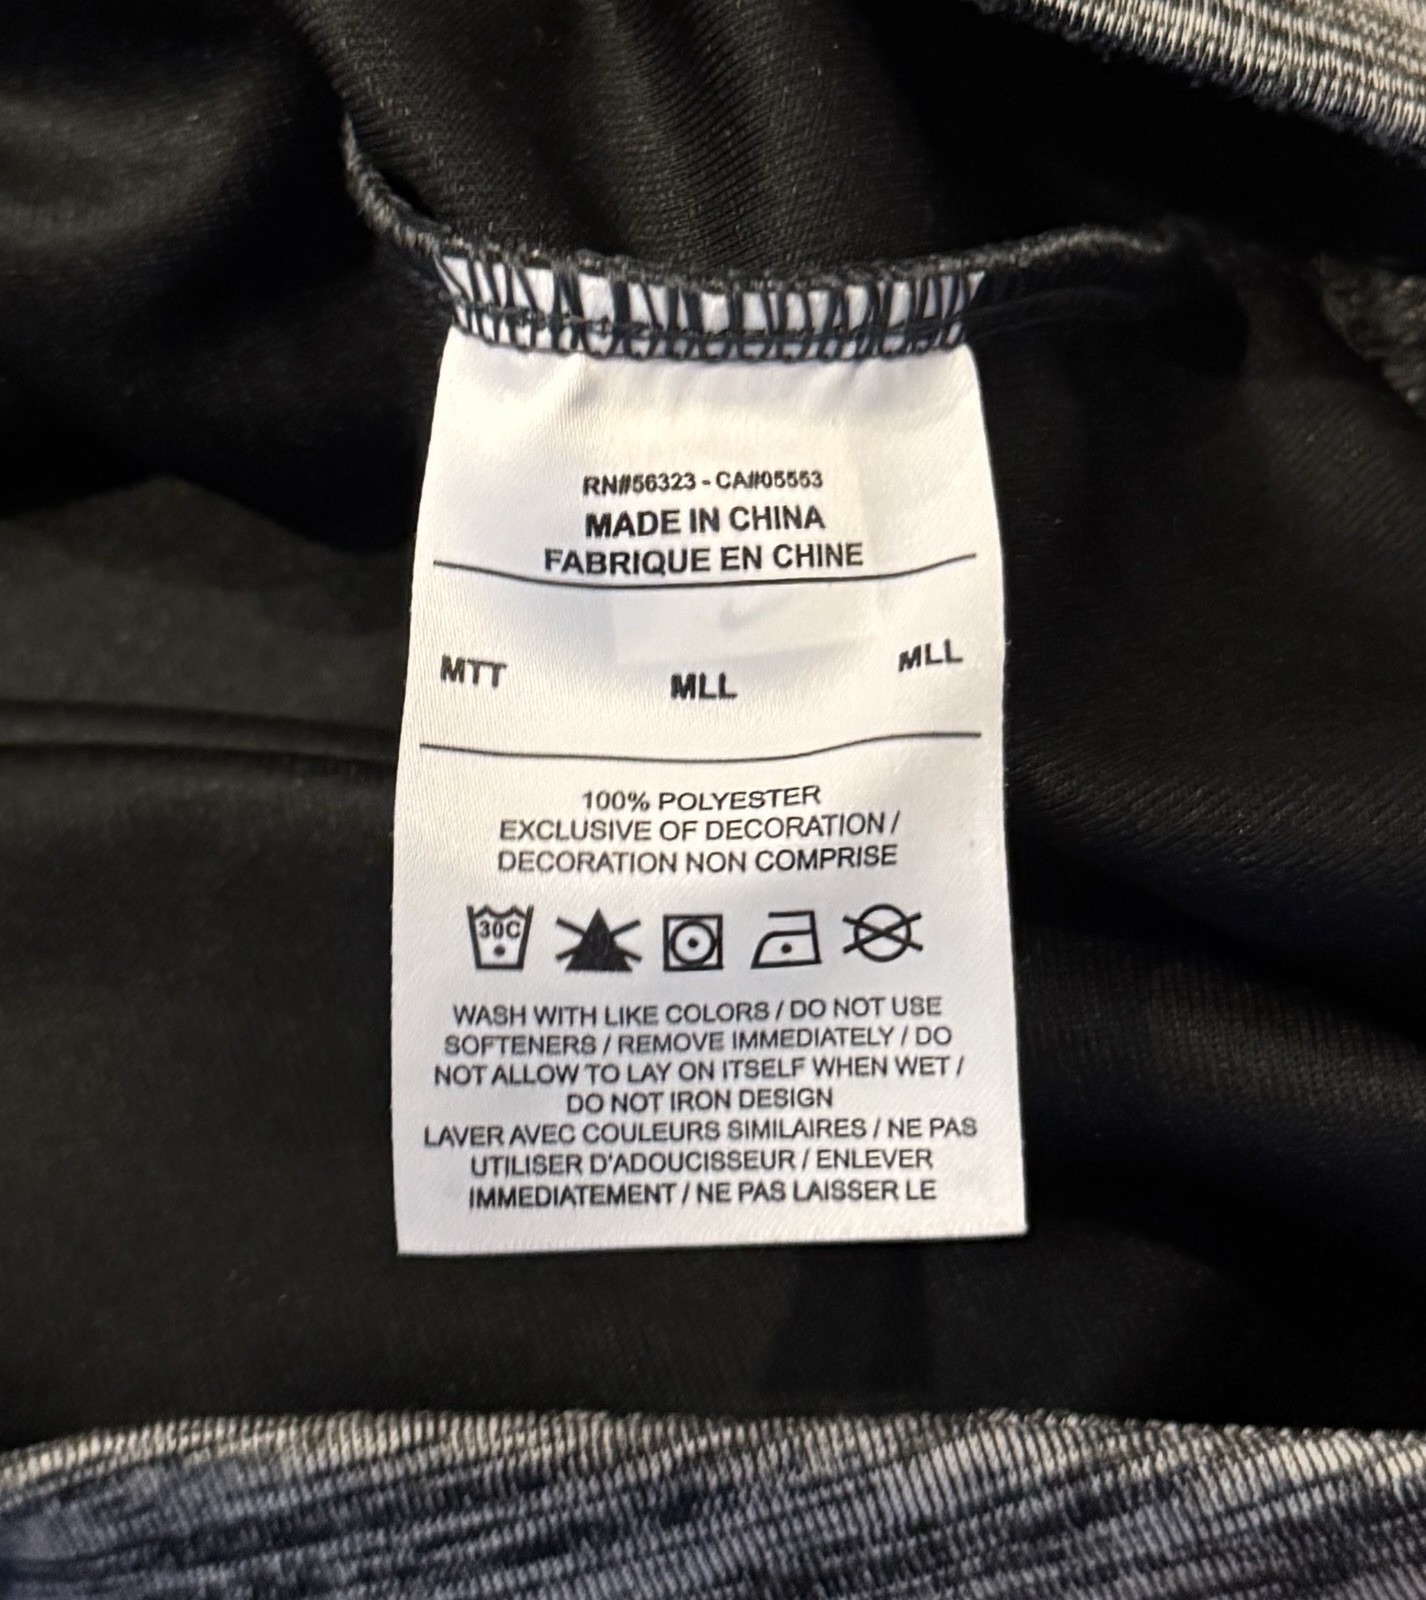 RN#56323 - CA#05553
MADE IN CHINA
FABRIQUE EN CHINE
MTT MLL MLL
100% POLYESTER
EXCLUSIVE OF DECORATION /
DECORATION NON COMPRISE
30C
WASH WITH LIKE COLORS / DO NOT USE
SOFTENERS / REMOVE IMMEDIATELY / DO
NOT ALLOW TO LAY ON ITSELF WHEN WET /
DO NOT IRON DESIGN
LAVER AVEC COULEURS SIMILAIRES / NE PAS
UTILISER D'ADOUCISSEUR / ENLEVER
IMMEDIATEMENT / NE PAS LAISSER LE